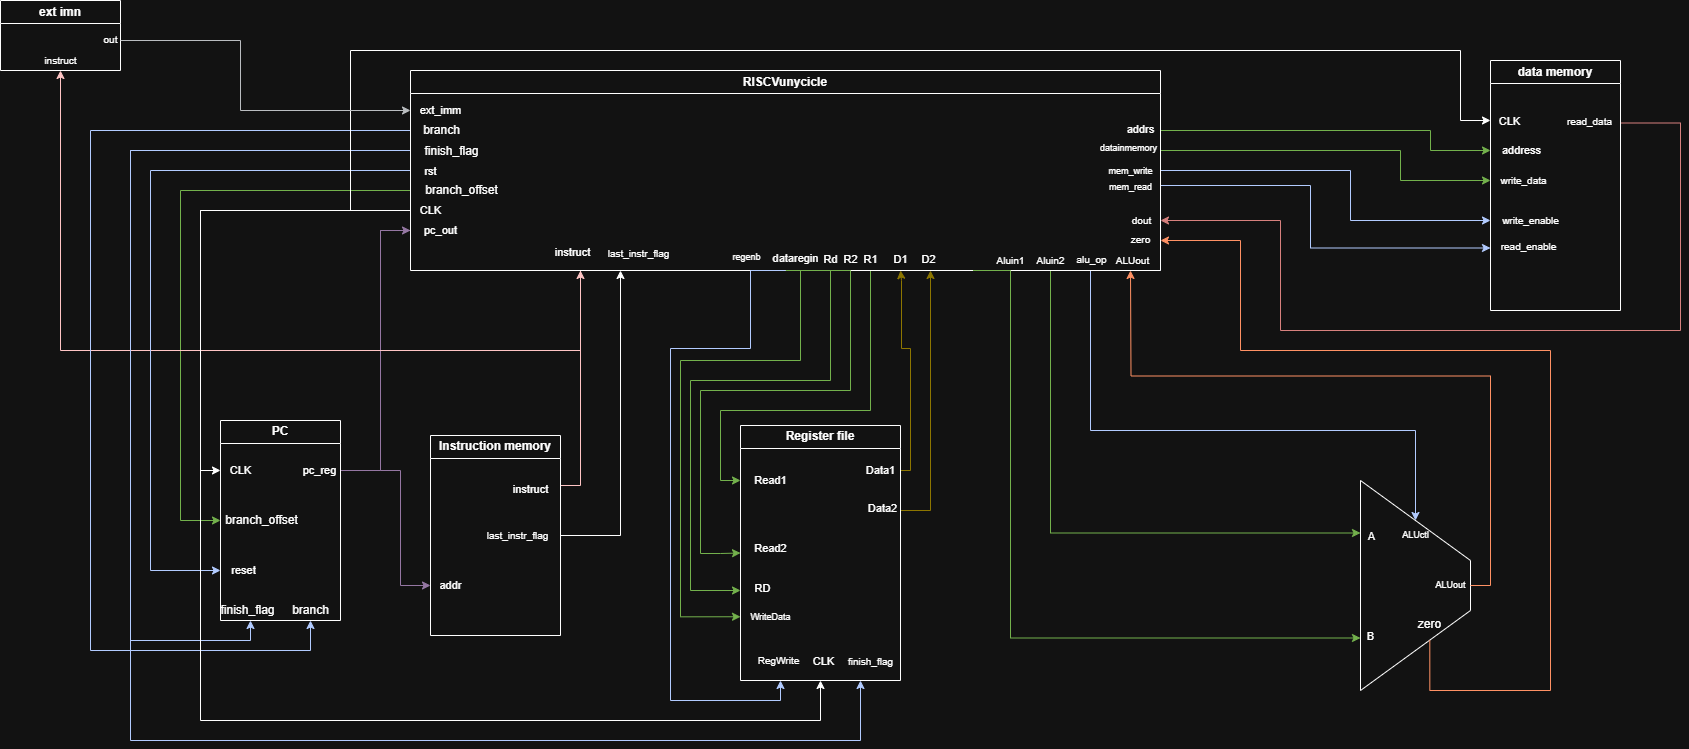 ext imn
out
instruct
RISCVunycicle
ext_imm
branch
finish_flag
rst
branch_offset
CLK
pc_out
instruct
last_instr_flag
regenb
dataregin
Rd
R2
R1
D1
D2
Aluin1
Aluin2
alu_op
ALUout
addrs
datainmemory
mem_write
mem_read
dout
zero
data memory
CLK
read_data
address
write_data
write_enable
read_enable
PC
CLK
pc_reg
branch_offset
reset
finish_flag
branch
Instruction memory
instruct
last_instr_flag
addr
Register file
Data1
Read1
Data2
Read2
RD
WriteData
RegWrite
CLK
finish_flag
A
ALUctl
ALUout
zero
B